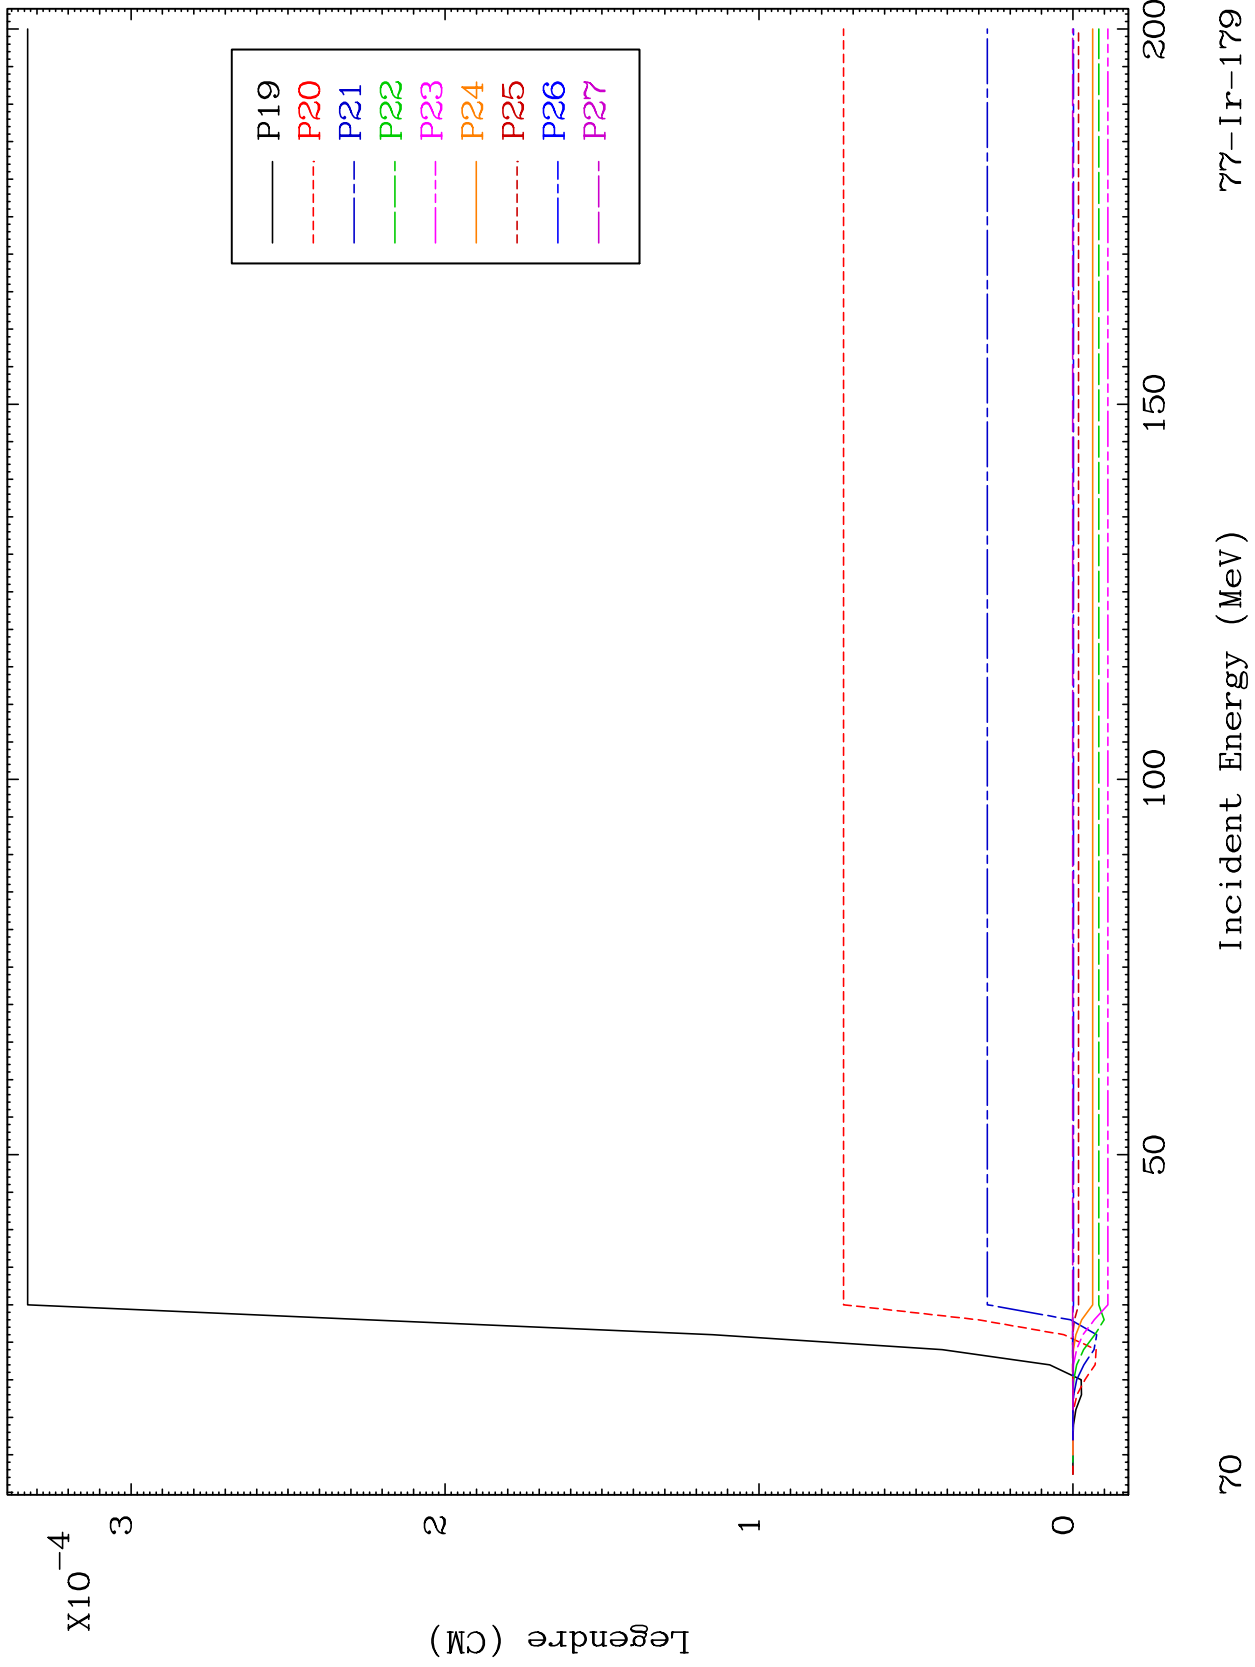 X10-4
3
2
1
0
Legendre (CM)
P19
P20
P21
P22
P23
P24
P25
P26
P27
50
100
150
200
Incident Energy (MeV)
70
77-Ir-179